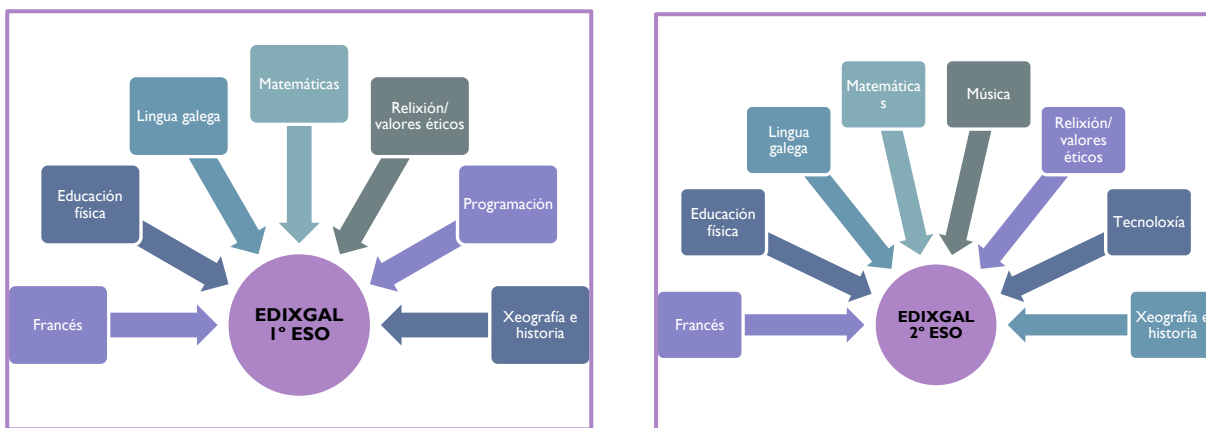 Matemáticas
Lingua galega
Relixión/
valores éticos
Educación
física
Programación
Francés
EDIXGAL
1º ESO
Xeografía e
historia
Matemática
s
Música
Lingua
galega
Relixión/
valores
éticos
Educación
física
Tecnoloxía
Francés
EDIXGAL
2º ESO
Xeografía e
historia